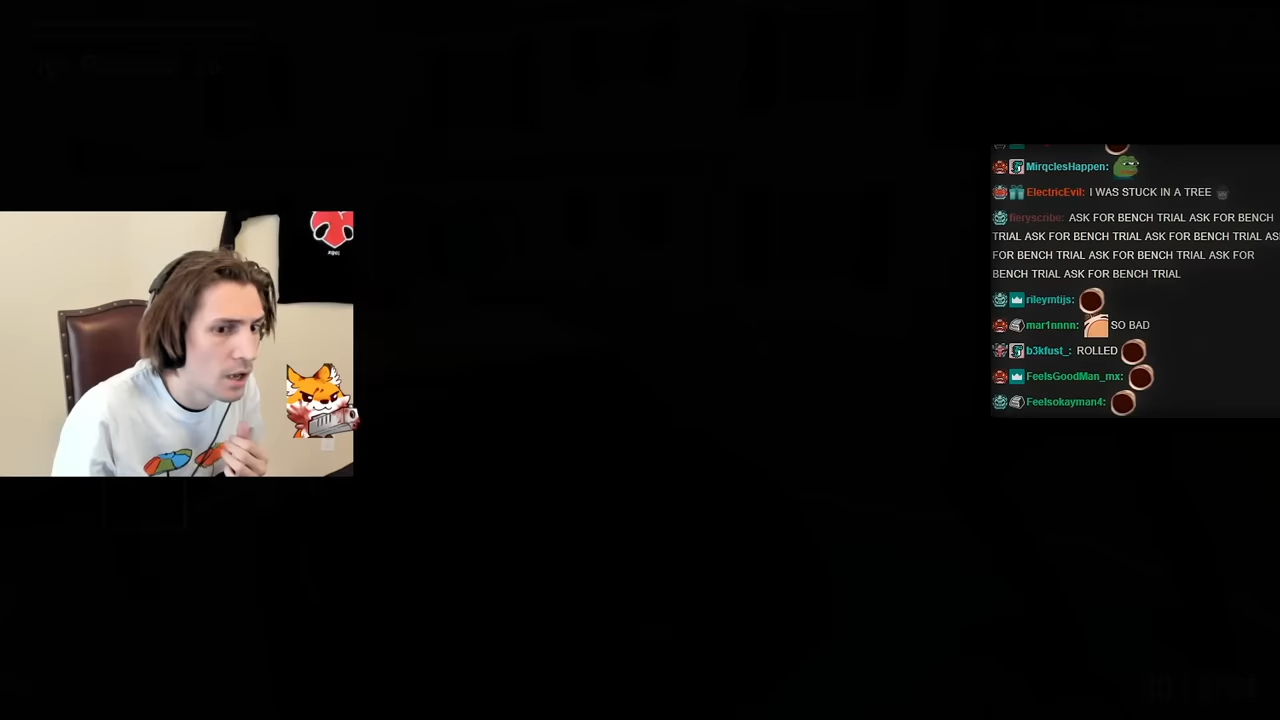 MirqclesHappen:
ElectricEvil: I WAS STUCK IN A TREE
fieryscribe: ASK FOR BENCH TRIAL ASK FOR BENCH
TRIAL ASK FOR BENCH TRIAL ASK FOR BENCH TRIAL AS
FOR BENCH TRIAL ASK FOR BENCH TRIAL ASK FOR
BENCH TRIAL ASK FOR BENCH TRIAL
rileymtijs:
mar1nnnn: SO BAD
b3kfust_: ROLLED
FeelsGoodMan_mx:
Feelsokayman4: